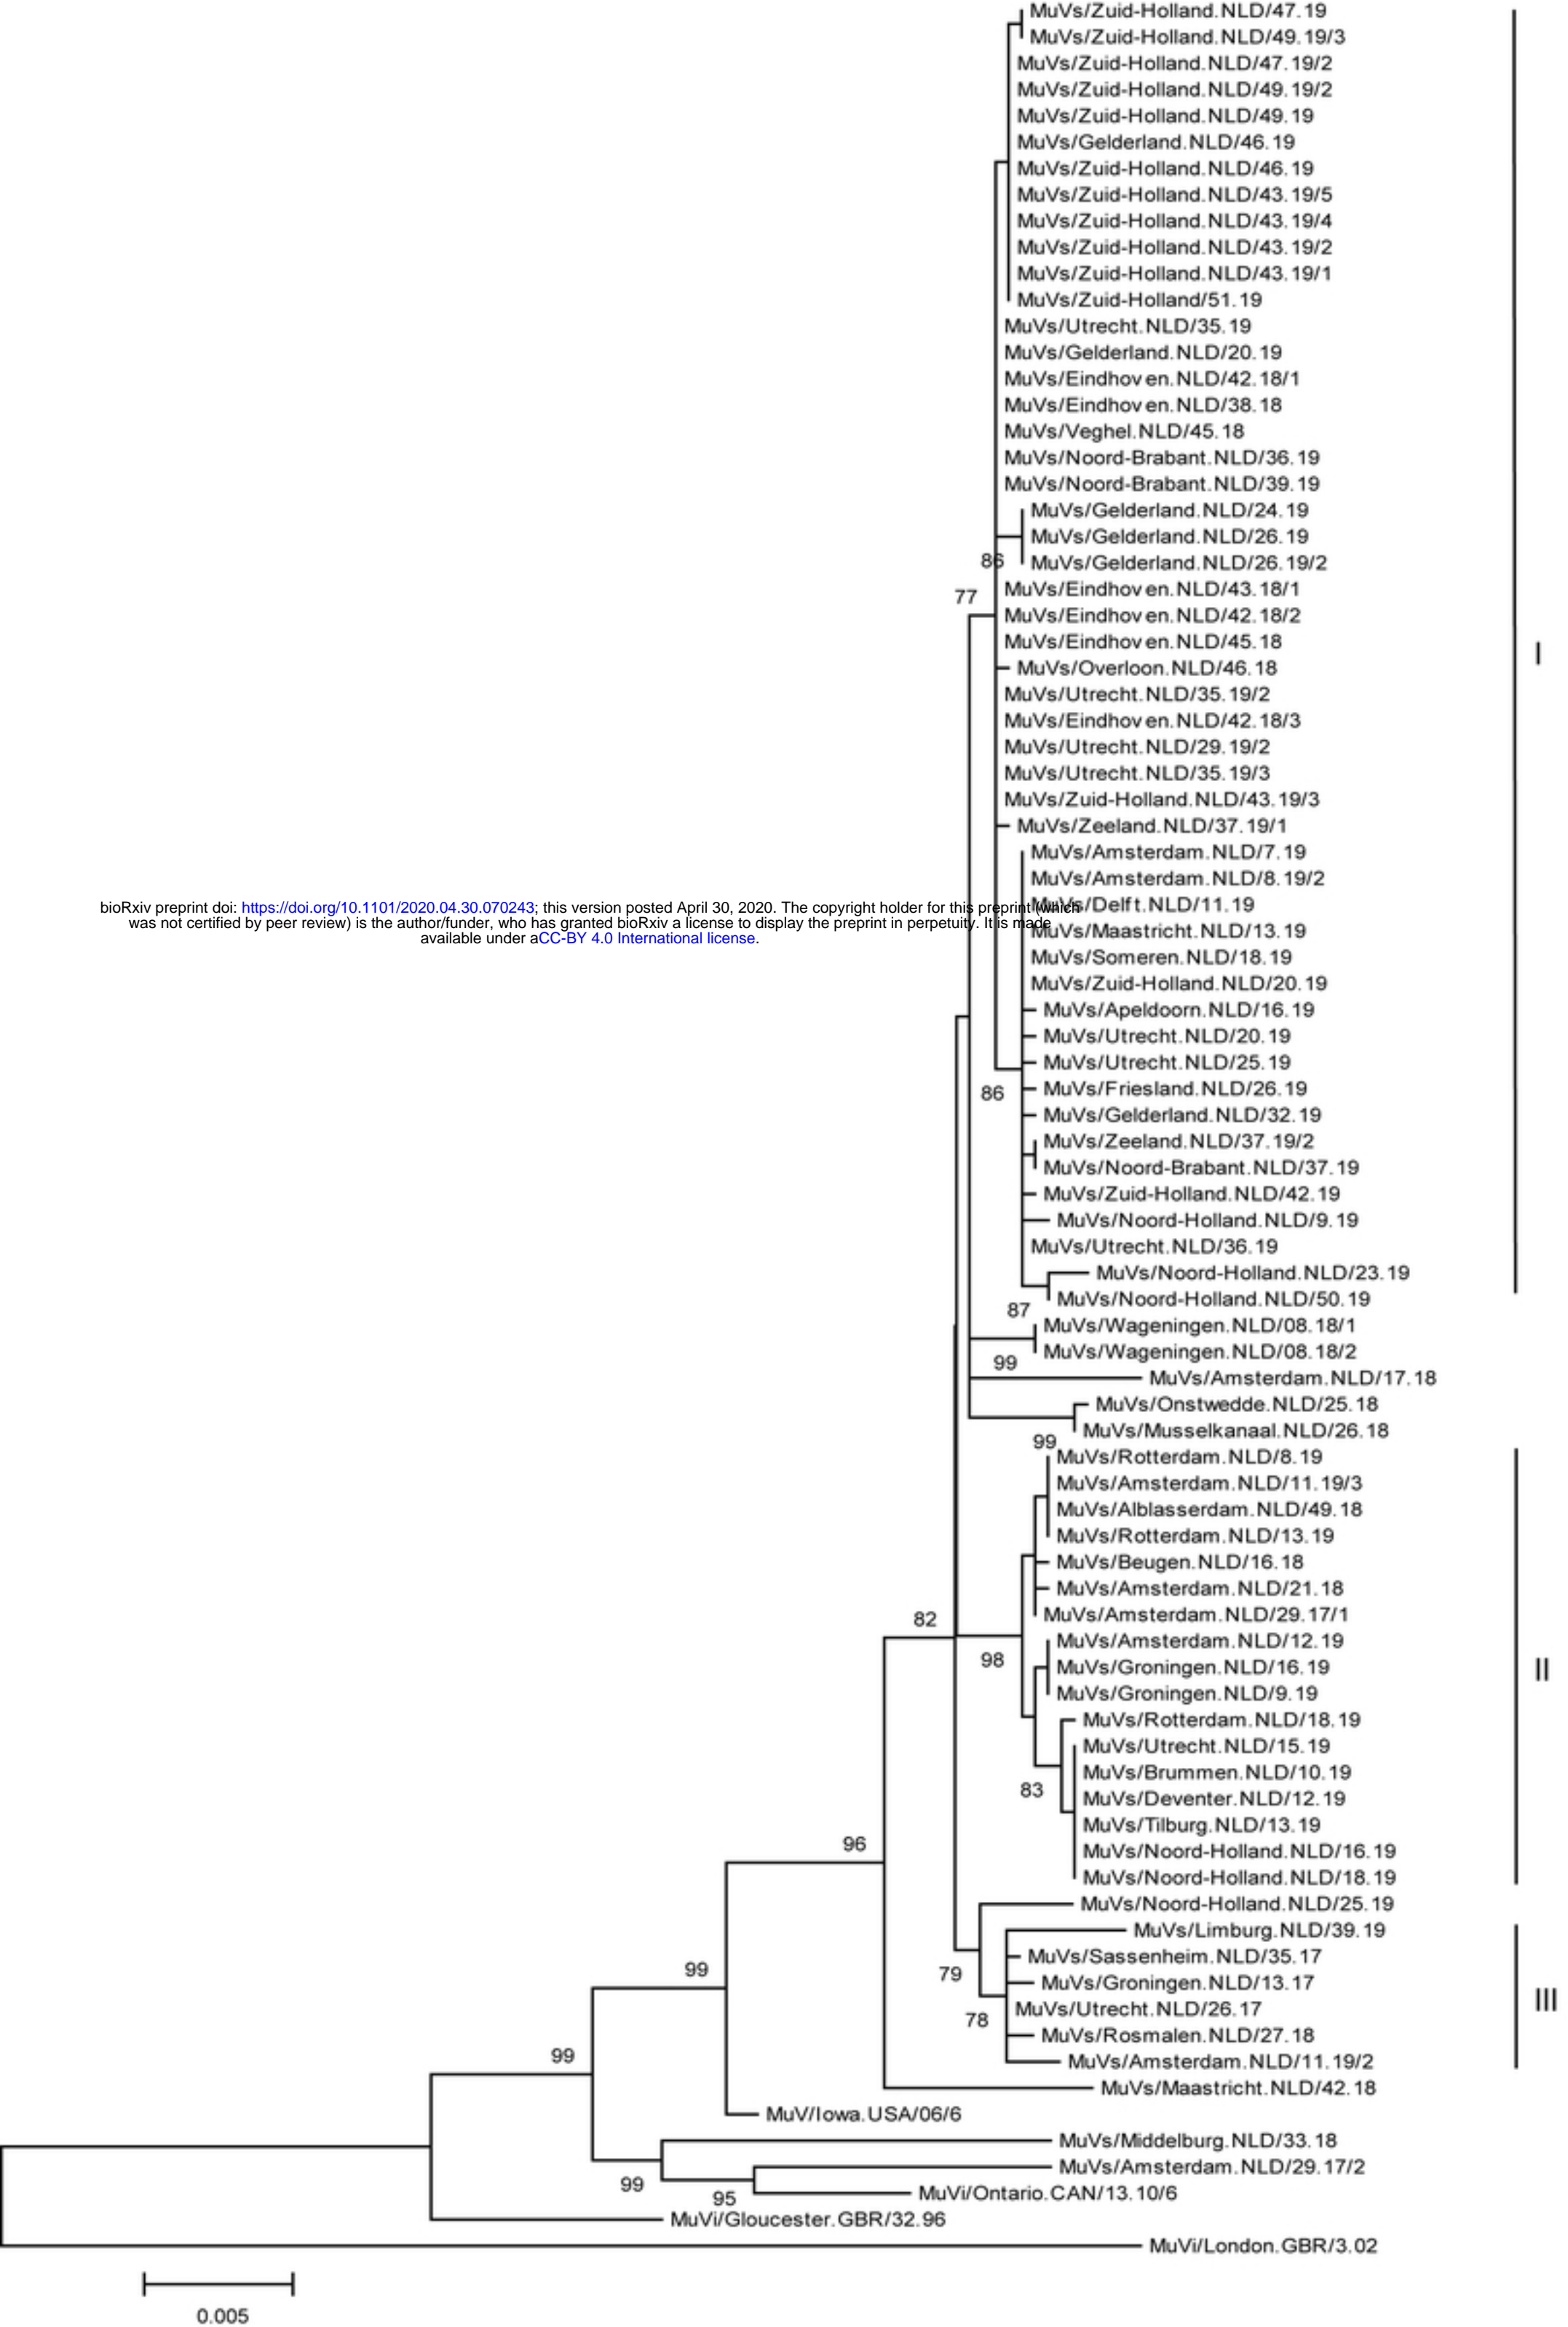 MuVs/Zuid-Holland.NLD/47.19
MuVs/Zuid-Holland.NLD/49.19/3
MuVs/Zuid-Holland.NLD/47.19/2
MuVs/Zuid-Holland.NLD/49.19/2
MuVs/Zuid-Holland.NLD/49.19
MuVs/Gelderland.NLD/46.19
MuVs/Zuid-Holland.NLD/46.19
MuVs/Zuid-Holland.NLD/43.19/5
MuVs/Zuid-Holland.NLD/43.19/4
MuVs/Zuid-Holland.NLD/43.19/2
MuVs/Zuid-Holland.NLD/43.19/1
MuVs/Zuid-Holland/51.19
MuVs/Utrecht.NLD/35.19
MuVs/Gelderland.NLD/20.19
MuVs/Eindhoven.NLD/42.18/1
MuVs/Eindhoven.NLD/38.18
MuVs/Veghel.NLD/45.18
MuVs/Noord-Brabant.NLD/36.19
MuVs/Noord-Brabant.NLD/39.19
MuVs/Gelderland.NLD/24.19
MuVs/Gelderland.NLD/26.19
86
MuVs/Gelderland.NLD/26.19/2
MuVs/Eindhoven.NLD/43.18/1
77
MuVs/Eindhoven.NLD/42.18/2
MuVs/Eindhoven.NLD/45.18
I
MuVs/Overloon.NLD/46.18
MuVs/Utrecht.NLD/35.19/2
MuVs/Eindhoven.NLD/42.18/3
MuVs/Utrecht.NLD/29.19/2
MuVs/Utrecht.NLD/35.19/3
MuVs/Zuid-Holland.NLD/43.19/3
MuVs/Zeeland.NLD/37.19/1
MuVs/Amsterdam.NLD/7.19
MuVs/Amsterdam.NLD/8.19/2
MuVs/Delft.NLD/11.19
bioRxiv preprint doi: https://doi.org/10.1101/2020.04.30.070243; this version posted April 30, 2020. The copyright holder for this preprint (which
was not certified by peer review) is the author/funder, who has granted bioRxiv a license to display the preprint in perpetuity. It is made
available under aCC-BY 4.0 International license.
MuVs/Maastricht.NLD/13.19
MuVs/Someren.NLD/18.19
MuVs/Zuid-Holland.NLD/20.19
MuVs/Apeldoorn.NLD/16.19
MuVs/Utrecht.NLD/20.19
MuVs/Utrecht.NLD/25.19
86
MuVs/Friesland.NLD/26.19
MuVs/Gelderland.NLD/32.19
MuVs/Zeeland.NLD/37.19/2
MuVs/Noord-Brabant.NLD/37.19
MuVs/Zuid-Holland.NLD/42.19
MuVs/Noord-Holland.NLD/9.19
MuVs/Utrecht.NLD/36.19
MuVs/Noord-Holland.NLD/23.19
MuVs/Noord-Holland.NLD/50.19
87
MuVs/Wageningen.NLD/08.18/1
MuVs/Wageningen.NLD/08.18/2
99
MuVs/Amsterdam.NLD/17.18
MuVs/Onstwedde.NLD/25.18
MuVs/Musselkanaal.NLD/26.18
99
MuVs/Rotterdam.NLD/8.19
MuVs/Amsterdam.NLD/11.19/3
MuVs/Alblasserdam.NLD/49.18
MuVs/Rotterdam.NLD/13.19
MuVs/Beugen.NLD/16.18
MuVs/Amsterdam.NLD/21.18
MuVs/Amsterdam.NLD/29.17/1
82
MuVs/Amsterdam.NLD/12.19
98
MuVs/Groningen.NLD/16.19
II
MuVs/Groningen.NLD/9.19
MuVs/Rotterdam.NLD/18.19
MuVs/Utrecht.NLD/15.19
MuVs/Brummen.NLD/10.19
83
MuVs/Deventer.NLD/12.19
MuVs/Tilburg.NLD/13.19
96
MuVs/Noord-Holland.NLD/16.19
MuVs/Noord-Holland.NLD/18.19
MuVs/Noord-Holland.NLD/25.19
MuVs/Limburg.NLD/39.19
MuVs/Sassenheim.NLD/35.17
99
79
MuVs/Groningen.NLD/13.17
III
MuVs/Utrecht.NLD/26.17
78
MuVs/Rosmalen.NLD/27.18
99
MuVs/Amsterdam.NLD/11.19/2
MuVs/Maastricht.NLD/42.18
MuV/Iowa.USA/06/6
MuVs/Middelburg.NLD/33.18
MuVs/Amsterdam.NLD/29.17/2
99
95
MuVi/Ontario.CAN/13.10/6
MuVi/Gloucester.GBR/32.96
MuVi/London.GBR/3.02
0.005